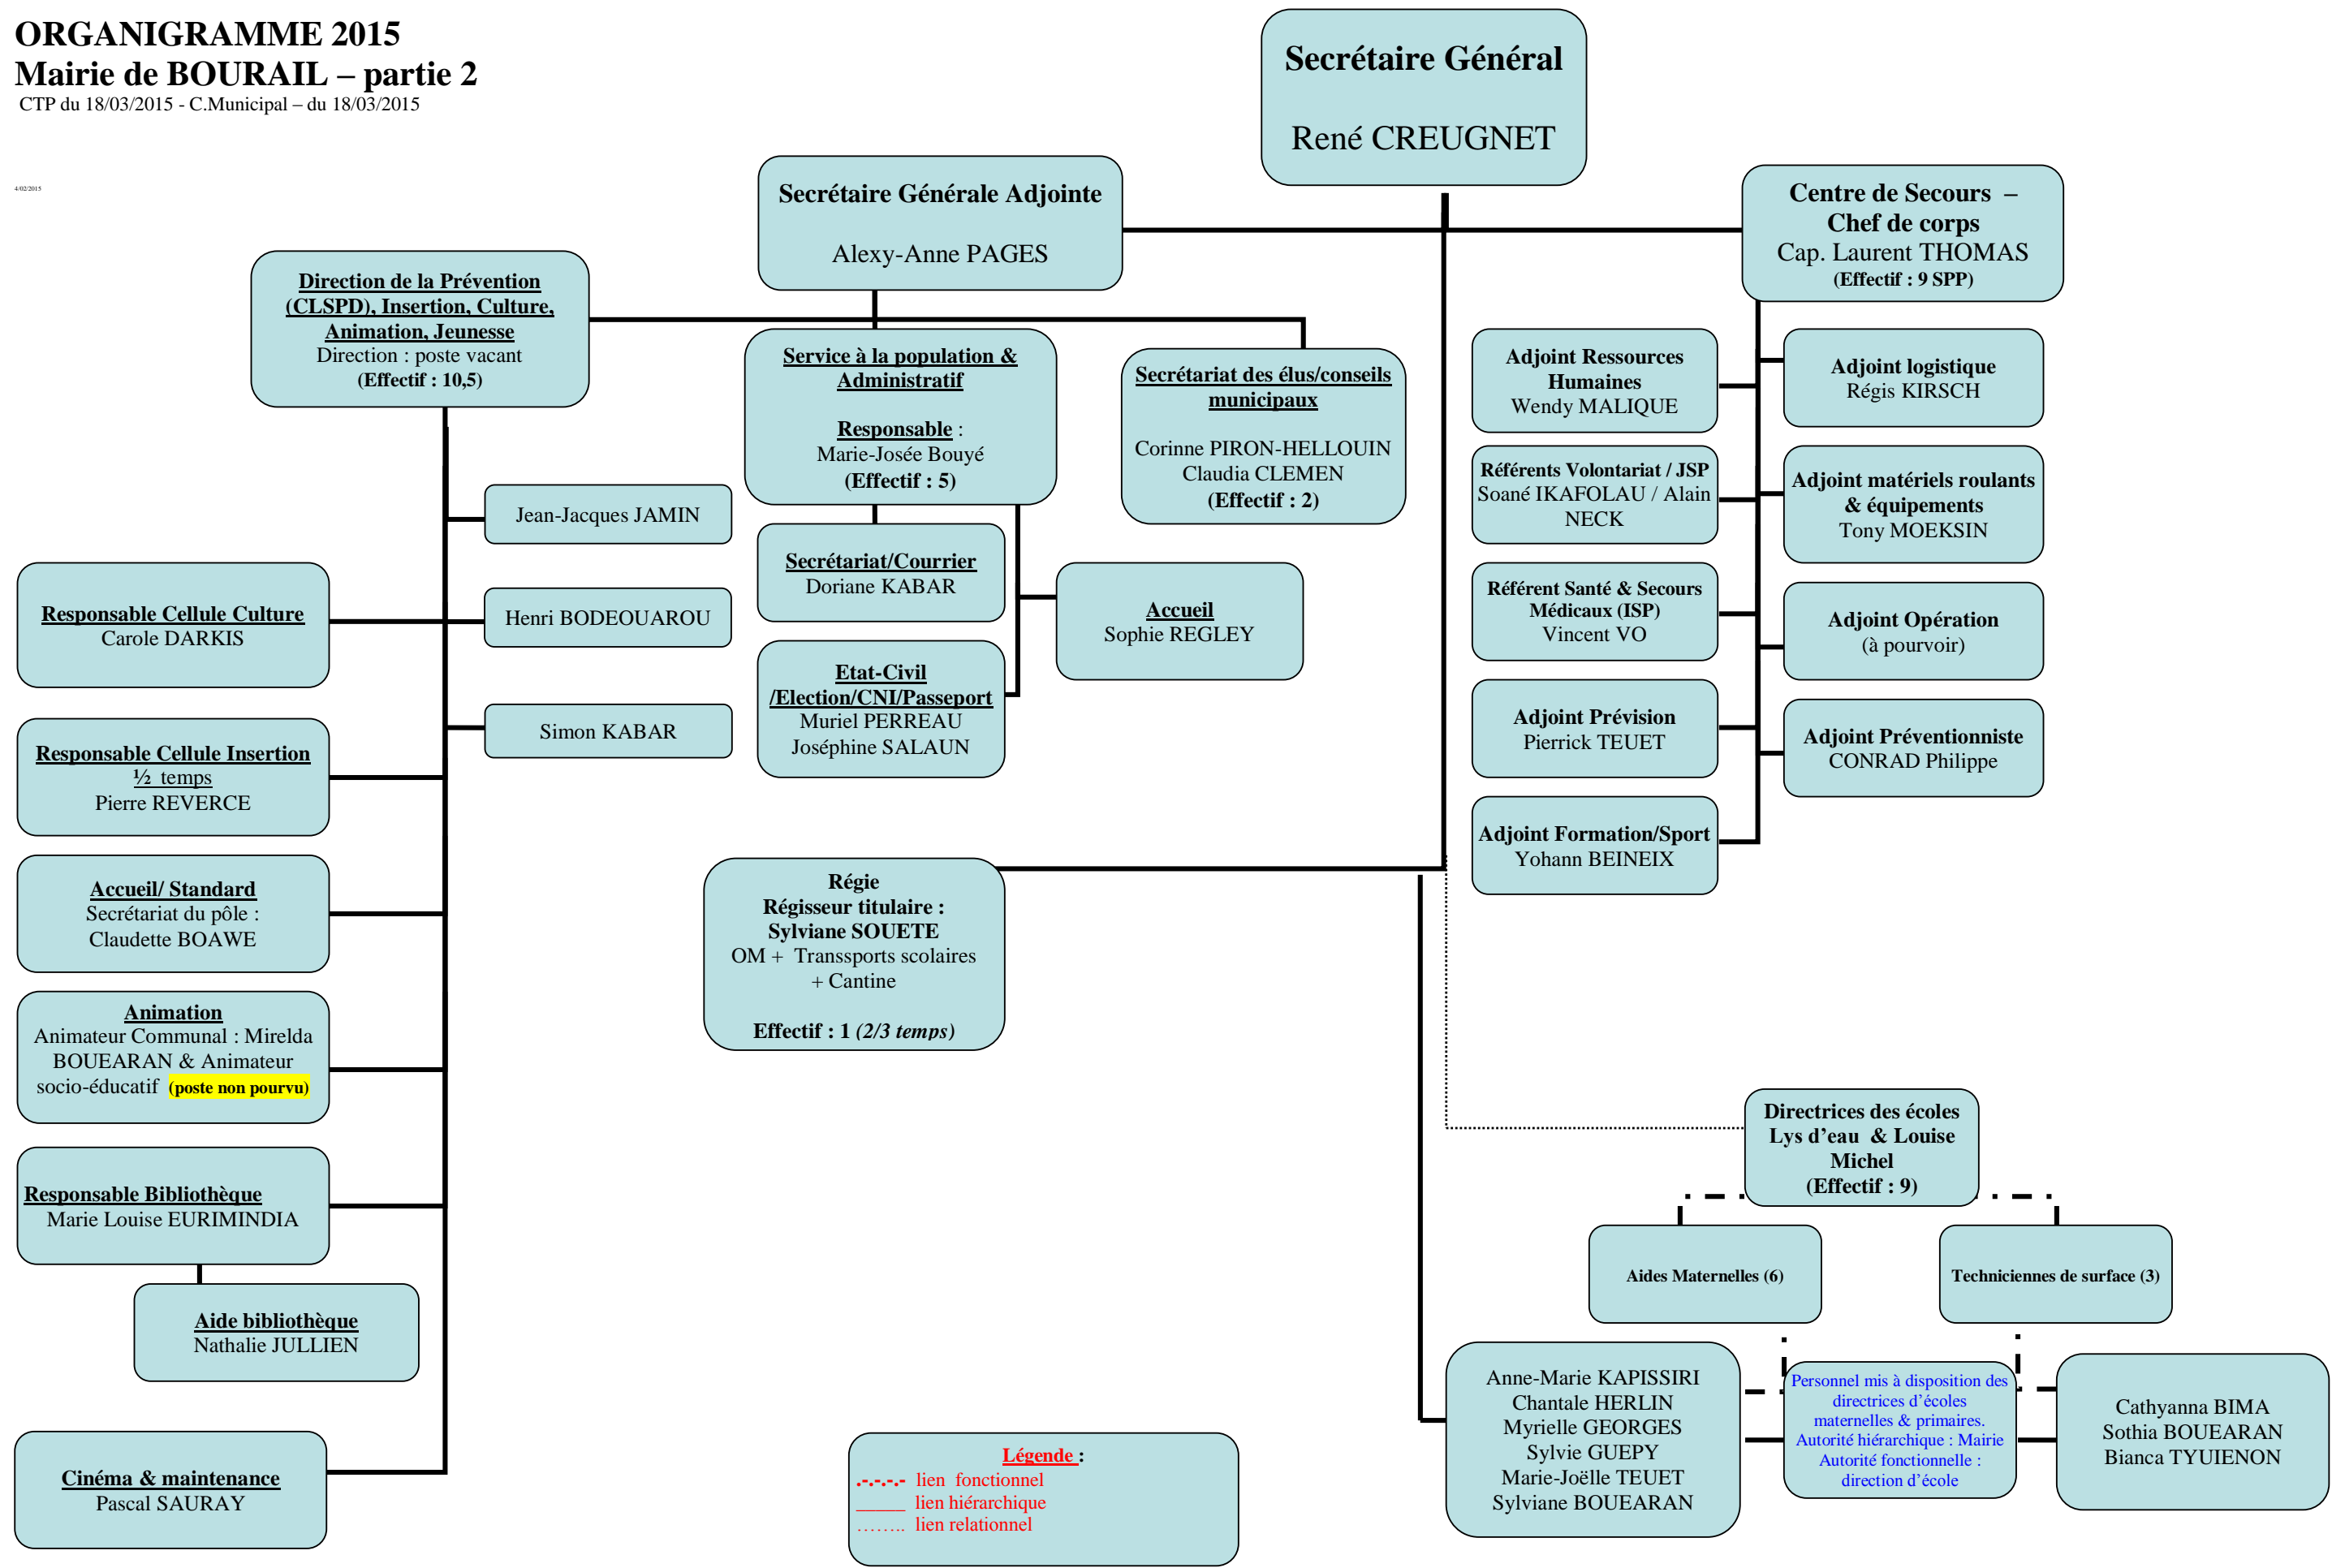 ORGANIGRAMME 2015
Mairie de BOURAIL – partie 2
CTP du 18/03/2015 - C.Municipal – du 18/03/2015
4/02/2015
Secrétaire Général
René CREUGNET
Secrétaire Générale Adjointe
Alexy-Anne PAGES
Centre de Secours –
Chef de corps
Cap. Laurent THOMAS
(Effectif : 9 SPP)
Direction de la Prévention
(CLSPD), Insertion, Culture,
Animation, Jeunesse
Direction : poste vacant
(Effectif : 10,5)
Service à la population &
Administratif
Responsable :
Marie-Josée Bouyé
(Effectif : 5)
Secrétariat des élus/conseils
municipaux
Corinne PIRON-HELLOUIN
Claudia CLEMEN
(Effectif : 2)
Adjoint Ressources
Humaines
Wendy MALIQUE
Adjoint logistique
Régis KIRSCH
Référents Volontariat / JSP
Soané IKAFOLAU / Alain
NECK
Adjoint matériels roulants
& équipements
Tony MOEKSIN
Référent Santé & Secours
Médicaux (ISP)
Vincent VO
Adjoint Opération
(à pourvoir)
Adjoint Prévision
Pierrick TEUET
Adjoint Préventionniste
CONRAD Philippe
Adjoint Formation/Sport
Yohann BEINEIX
Jean-Jacques JAMIN
Henri BODEOUAROU
Simon KABAR
Secrétariat/Courrier
Doriane KABAR
Accueil
Sophie REGLEY
Etat-Civil
/Election/CNI/Passeport
Muriel PERREAU
Joséphine SALAUN
Responsable Cellule Culture
Carole DARKIS
Responsable Cellule Insertion
½ temps
Pierre REVERCE
Accueil/ Standard
Secrétariat du pôle :
Claudette BOAWE
Animation
Animateur Communal : Mirelda
BOUEARAN & Animateur
socio-éducatif (poste non pourvu)
Responsable Bibliothèque
Marie Louise EURIMINDIA
Aide bibliothèque
Nathalie JULLIEN
Cinéma & maintenance
Pascal SAURAY
Régie
Régisseur titulaire :
Sylviane SOUETE
OM + Transsports scolaires
+ Cantine
Effectif : 1 (2/3 temps)
Directrices des écoles
Lys d’eau & Louise
Michel
(Effectif : 9)
Aides Maternelles (6)
Techniciennes de surface (3)
Anne-Marie KAPISSIRI
Chantale HERLIN
Myrielle GEORGES
Sylvie GUEPY
Marie-Joëlle TEUET
Sylviane BOUEARAN
Personnel mis à disposition des
directrices d’écoles
maternelles & primaires.
Autorité hiérarchique : Mairie
Autorité fonctionnelle :
direction d’école
Cathyanna BIMA
Sothia BOUEARAN
Bianca TYUIENON
Légende :
.-.-.-.- lien fonctionnel
_____ lien hiérarchique
…….. lien relationnel